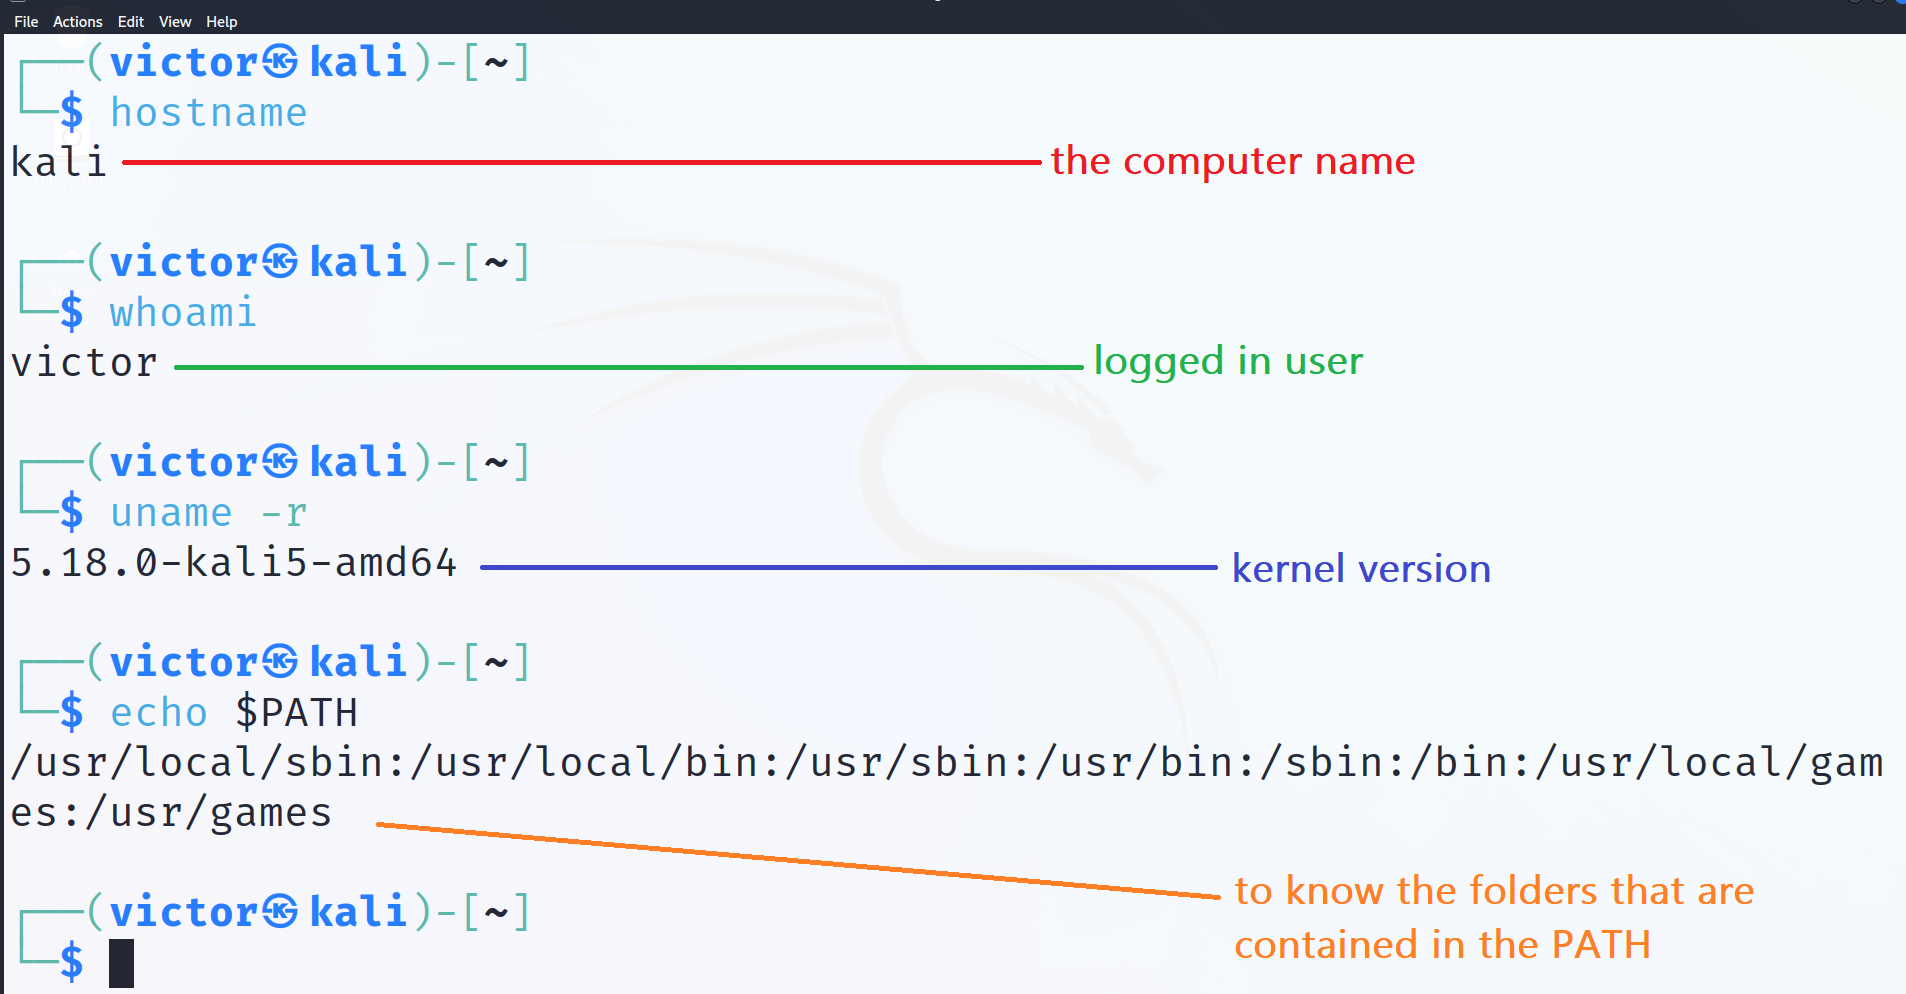 File Actions Edit View Help
┌──(victor㉿kali)-[~]
└─$ hostname
kali the computer name
┌──(victor㉿kali)-[~]
└─$ whoami
victor logged in user
┌──(victor㉿kali)-[~]
└─$ uname -r
5.18.0-kali5-amd64 kernel version
┌──(victor㉿kali)-[~]
└─$ echo $PATH
/usr/local/sbin:/usr/local/bin:/usr/sbin:/usr/bin:/sbin:/bin:/usr/local/gam
es:/usr/games
to know the folders that are
contained in the PATH
┌──(victor㉿kali)-[~]
└─$